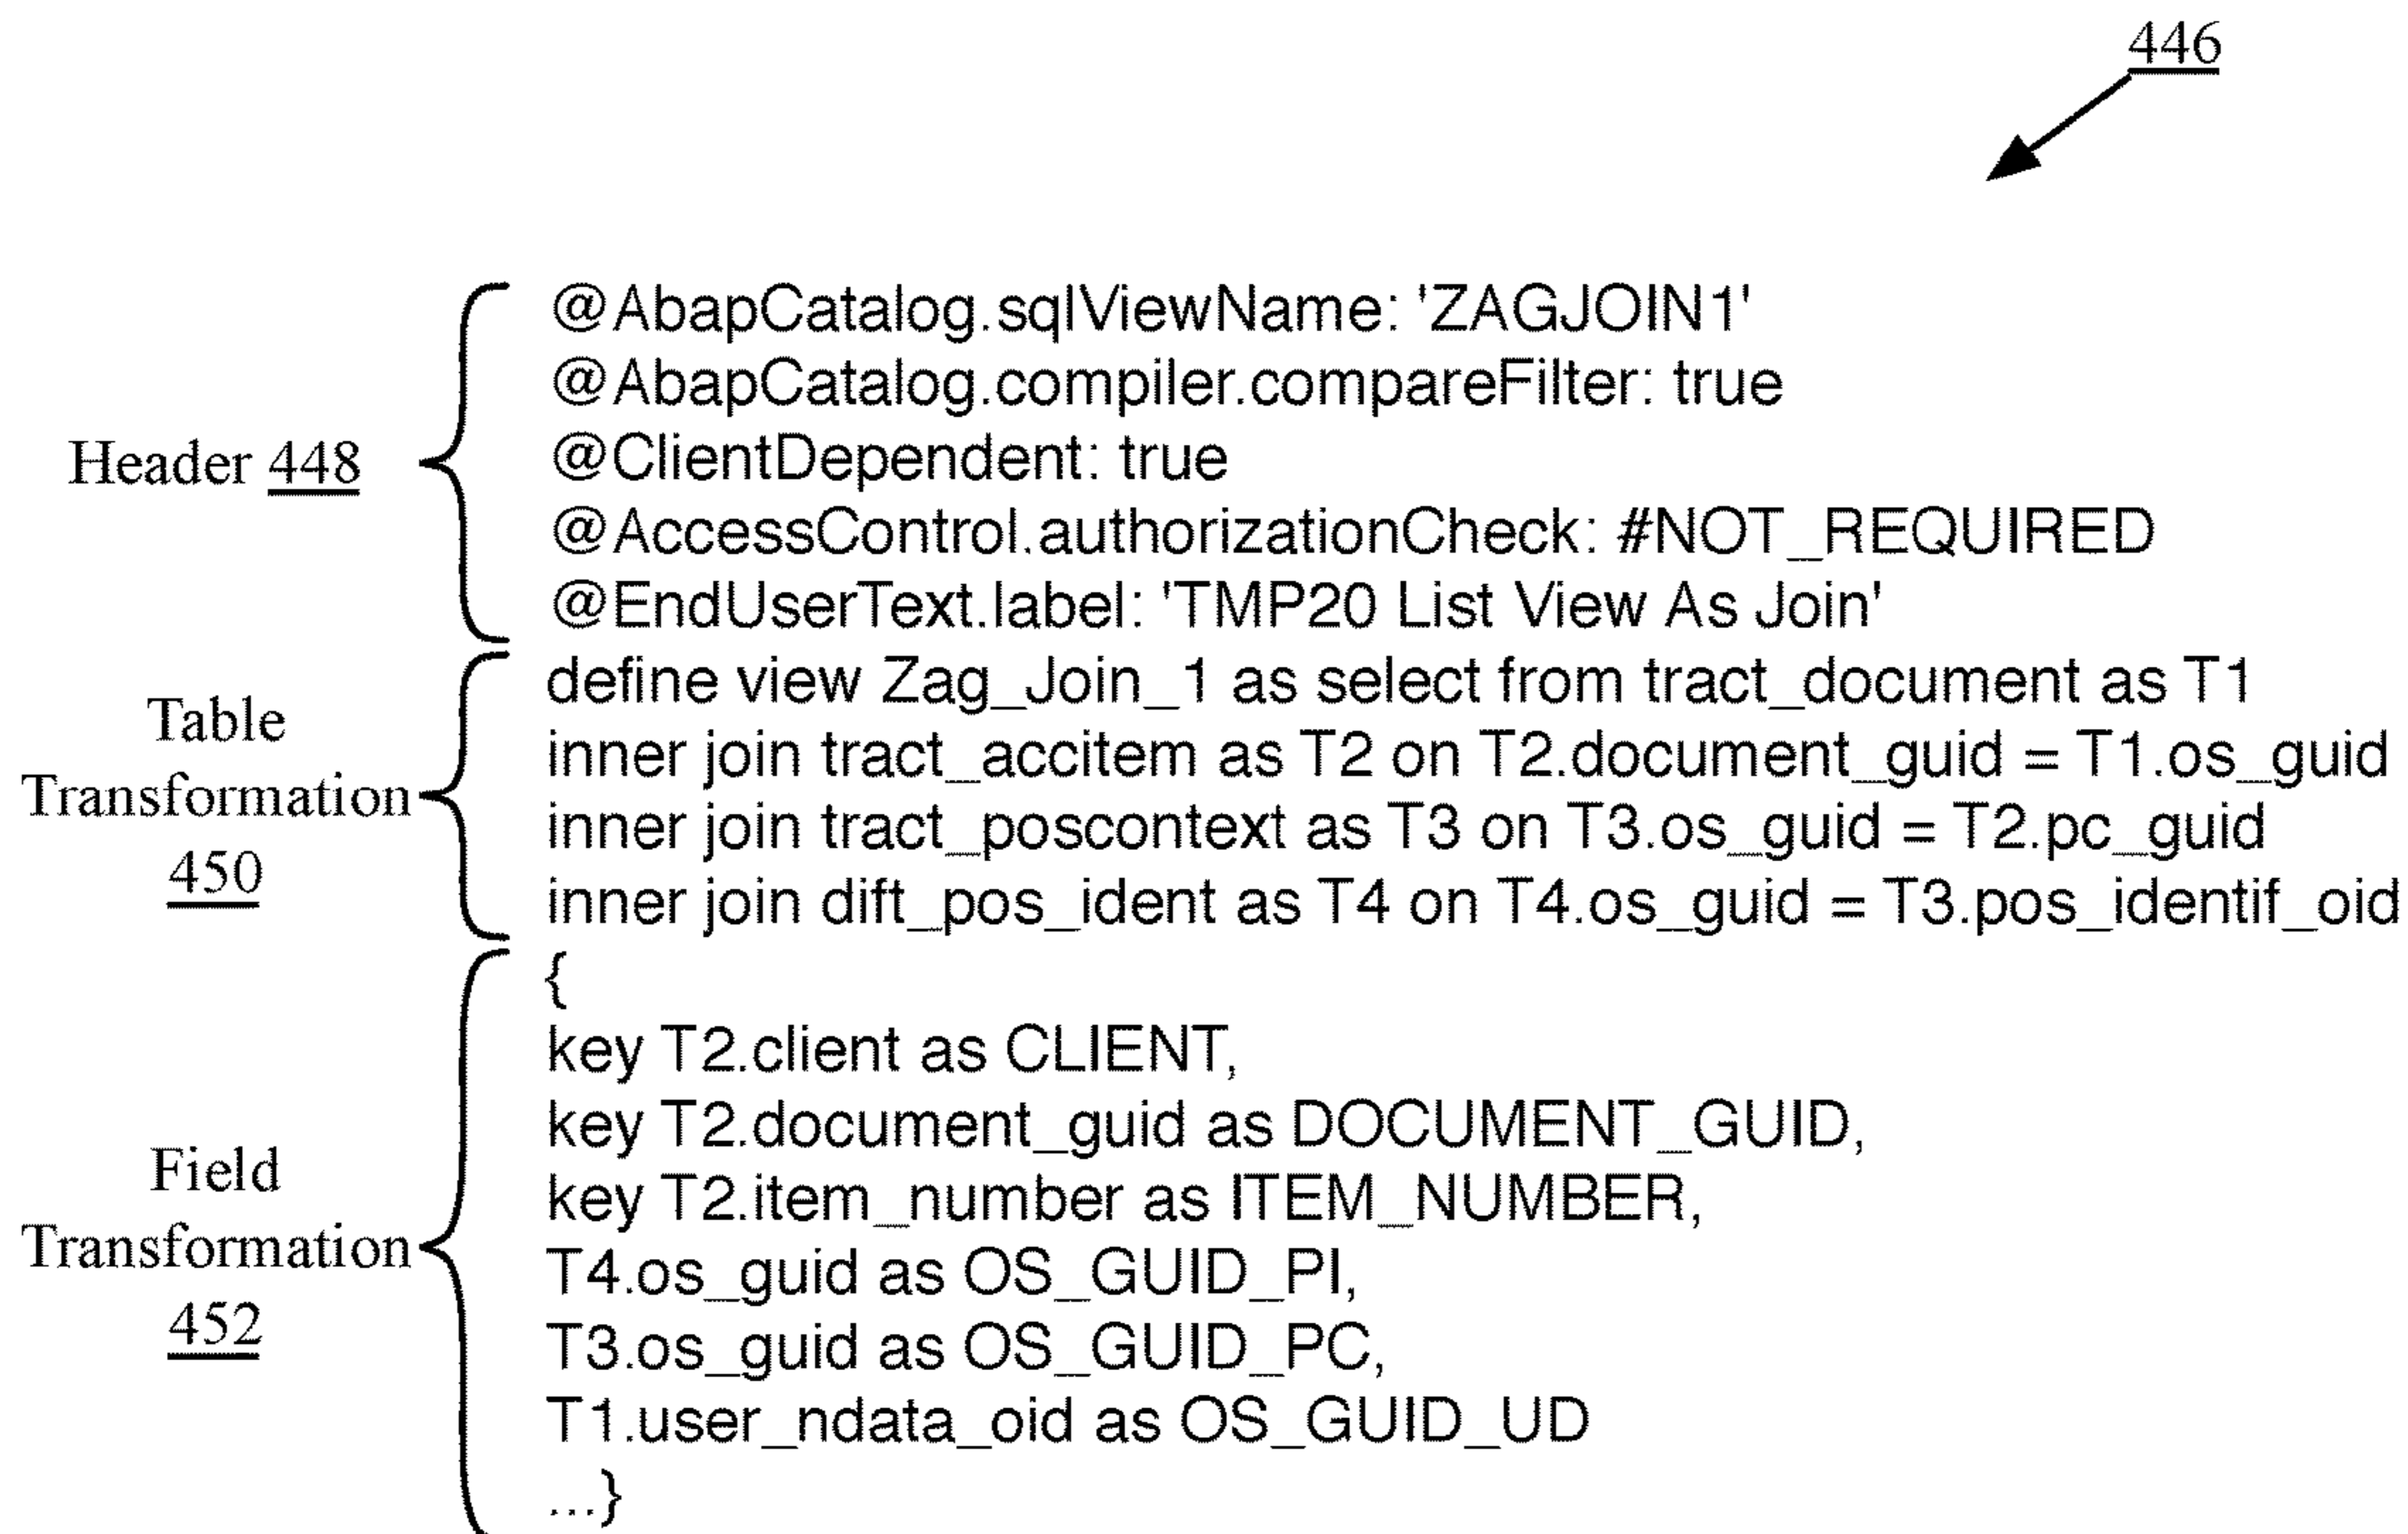 446
Header 448
@AbapCatalog.sqlViewName: 'ZAGJOIN1'
@AbapCatalog.compiler.compareFilter: true
@ClientDependent: true
@AccessControl.authorizationCheck: #NOT_REQUIRED
@EndUserText.label: 'TMP20 List View As Join'
Table
Transformation
450
define view Zag_Join_1 as select from tract_document as T1
inner join tract_accitem as T2 on T2.document_guid = T1.os_guid
inner join tract_poscontext as T3 on T3.os_guid = T2.pc_guid
inner join dift_pos_ident as T4 on T4.os_guid = T3.pos_identif_oid
Field
Transformation
452
{
key T2.client as CLIENT,
key T2.document_guid as DOCUMENT_GUID,
key T2.item_number as ITEM_NUMBER,
T4.os_guid as OS_GUID_PI,
T3.os_guid as OS_GUID_PC,
T1.user_ndata_oid as OS_GUID_UD
...}